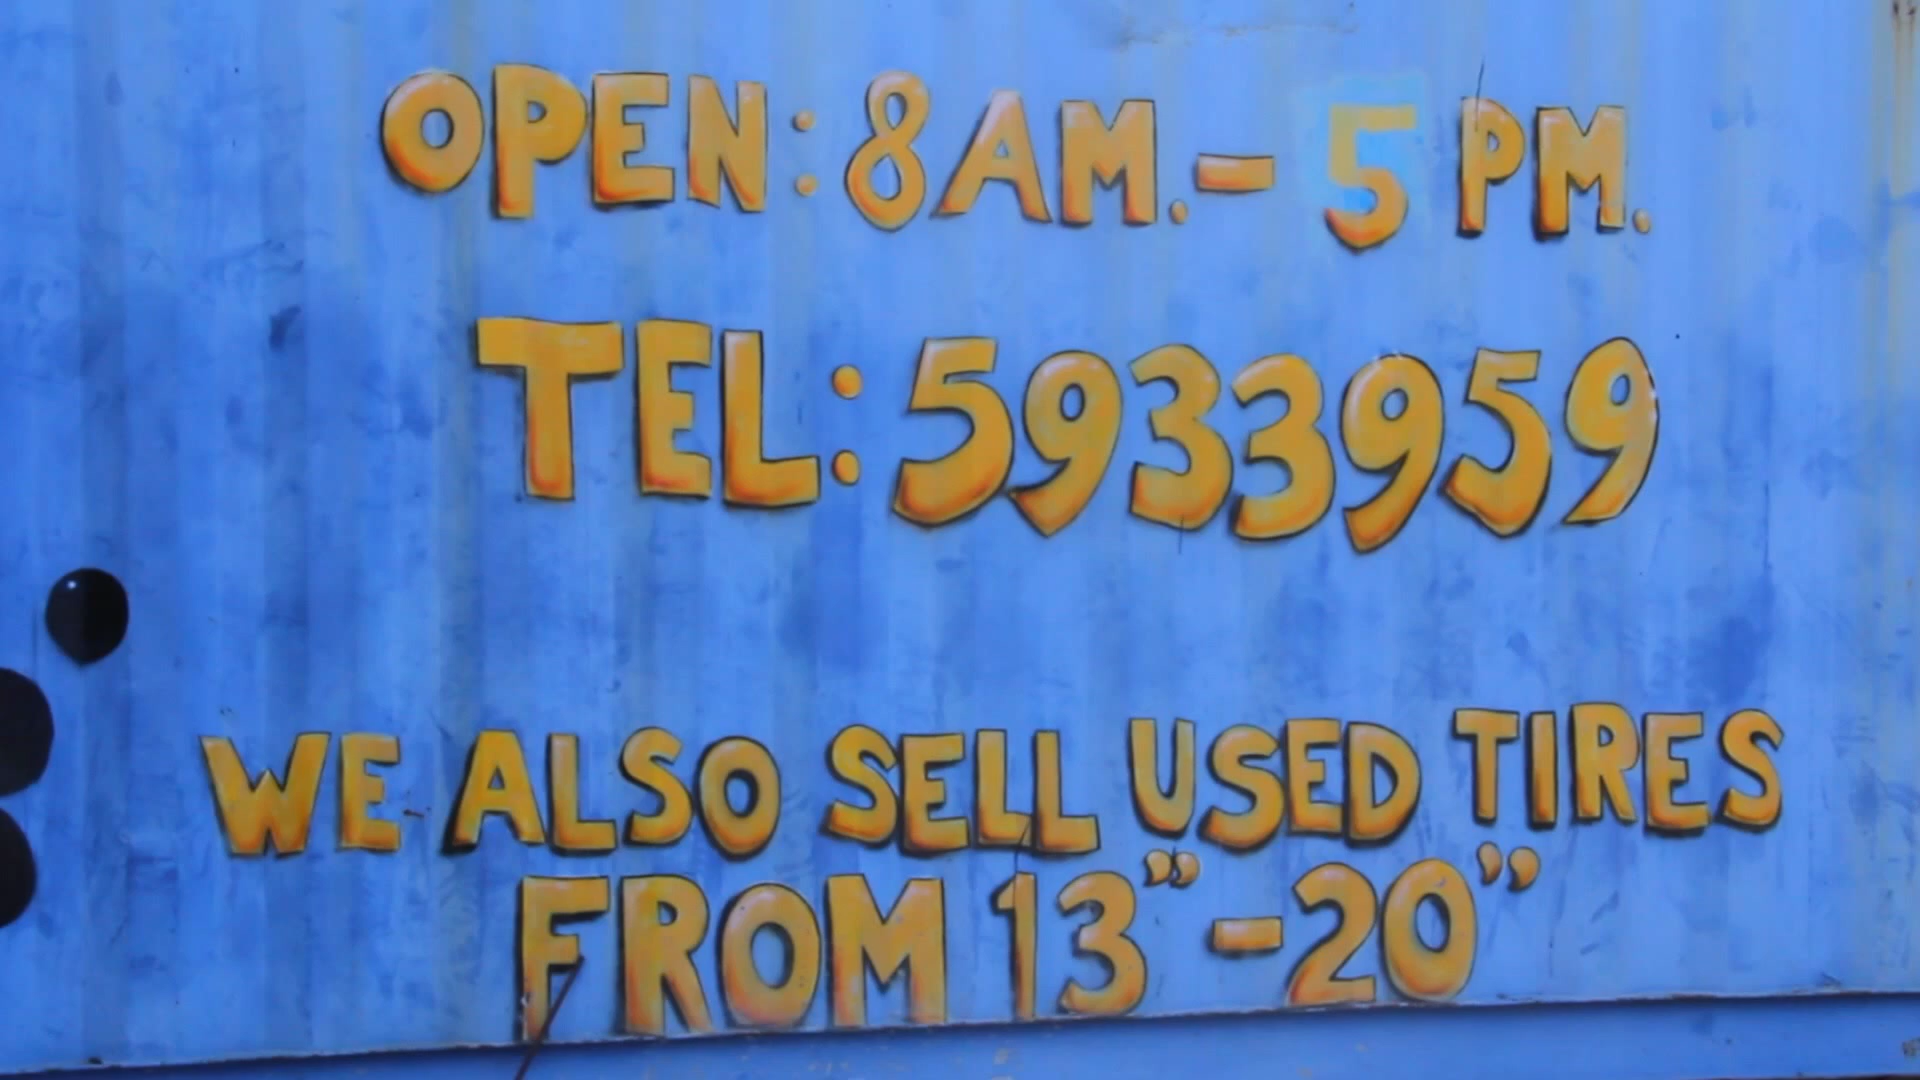 OPEN: 8AM.- 5 PM.
TEL: 5933959
WE ALSO SELL USED TIRES
FROM 13"-20"